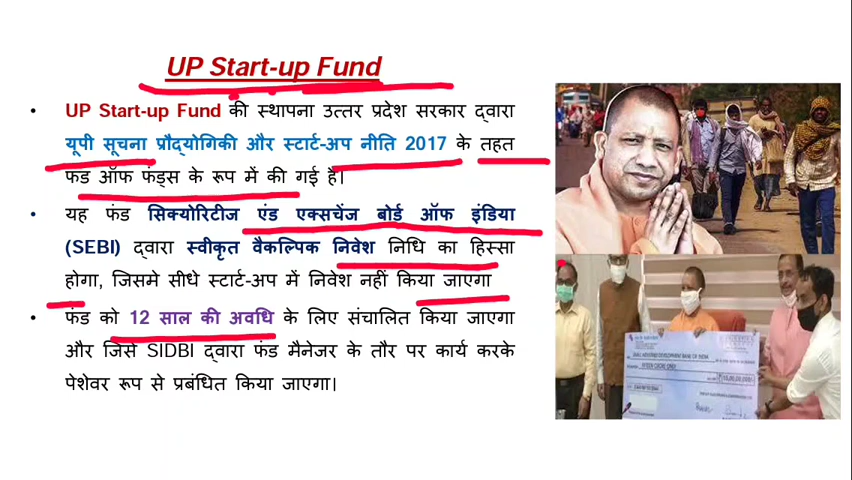 UP Start-up Fund
• UP Start-up Fund की स्थापना उत्तर प्रदेश सरकार द्वारा
यूपी सूचना प्रौद्योगिकी और स्टार्ट-अप नीति 2017 के तहत
फंड ऑफ फंड्स के रूप में की गई है।
• यह फंड सिक्योरिटीज एंड एक्सचेंज बोर्ड ऑफ इंडिया
(SEBI) द्वारा स्वीकृत वैकल्पिक निवेश निधि का हिस्सा
होगा, जिसमे सीधे स्टार्ट-अप में निवेश नहीं किया जाएगा
• फंड को 12 साल की अवधि के लिए संचालित किया जाएगा
और जिसे SIDBI द्वारा फंड मैनेजर के तौर पर कार्य करके
पेशेवर रूप से प्रबंधित किया जाएगा।